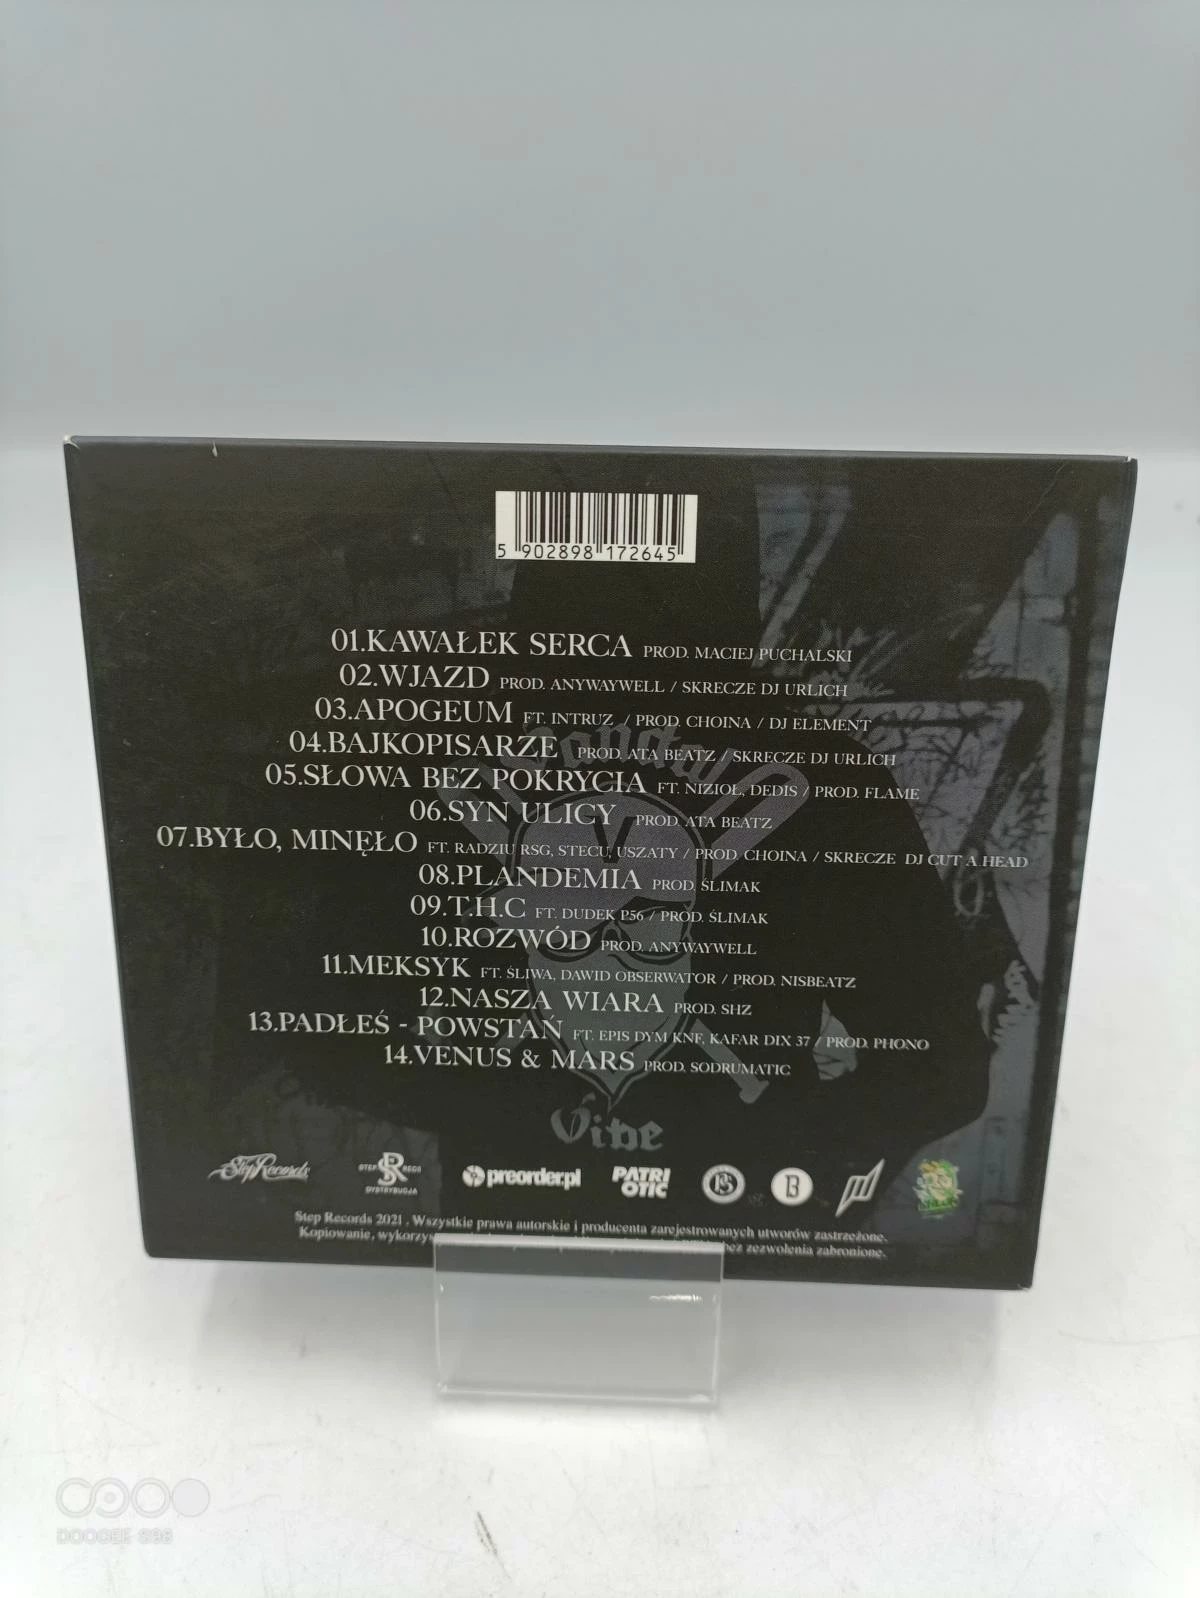 5 902898 172645
01.KAWAŁEK SERCA PROD. MACIEJ PUCHALSKI
02.WJAZD PROD. ANYWAYWELL / SKRECZE DJ URLICH
03.APOGEUM FT. INTRUZ / PROD. CHOINA / DJ ELEMENT
04.BAJKOPISARZE PROD. ATA BEATZ / SKRECZE DJ URLICH
05.SŁOWA BEZ POKRYCIA FT. NIZIOŁ, DEDIS / PROD. FLAME
06.SYN ULICY PROD. ATA BEATZ
07.BYŁO, MINĘŁO FT. RADZIU RSG, STECU, USZATY / PROD. CHOINA / SKRECZE DJ CUT A HEAD
08.PLANDEMIA PROD. ŚLIMAK
09.T.H.C FT. DUDEK P56 / PROD. ŚLIMAK
10.ROZWÓD PROD. ANYWAYWELL
11.MEKSYK FT. ŚLIWA, DAWID OBSERWATOR / PROD. NISBEATZ
12.NASZA WIARA PROD. SHZ
13.PADŁEŚ - POWSTAŃ FT. EPIS DYM KNF, KAFAR DIX 37 / PROD. PHONO
14.VENUS & MARS PROD. SODRUMATIC
Vibe
Step Records STEP SR RECS DYSTRYBUCJA preorder.pl PATRIOTIC B
Step Records 2021 . Wszystkie prawa autorskie i producenta zarejestrowanych utworów zastrzeżone.
Kopiowanie, zezwolenia zabronione.
DOOGEE S98